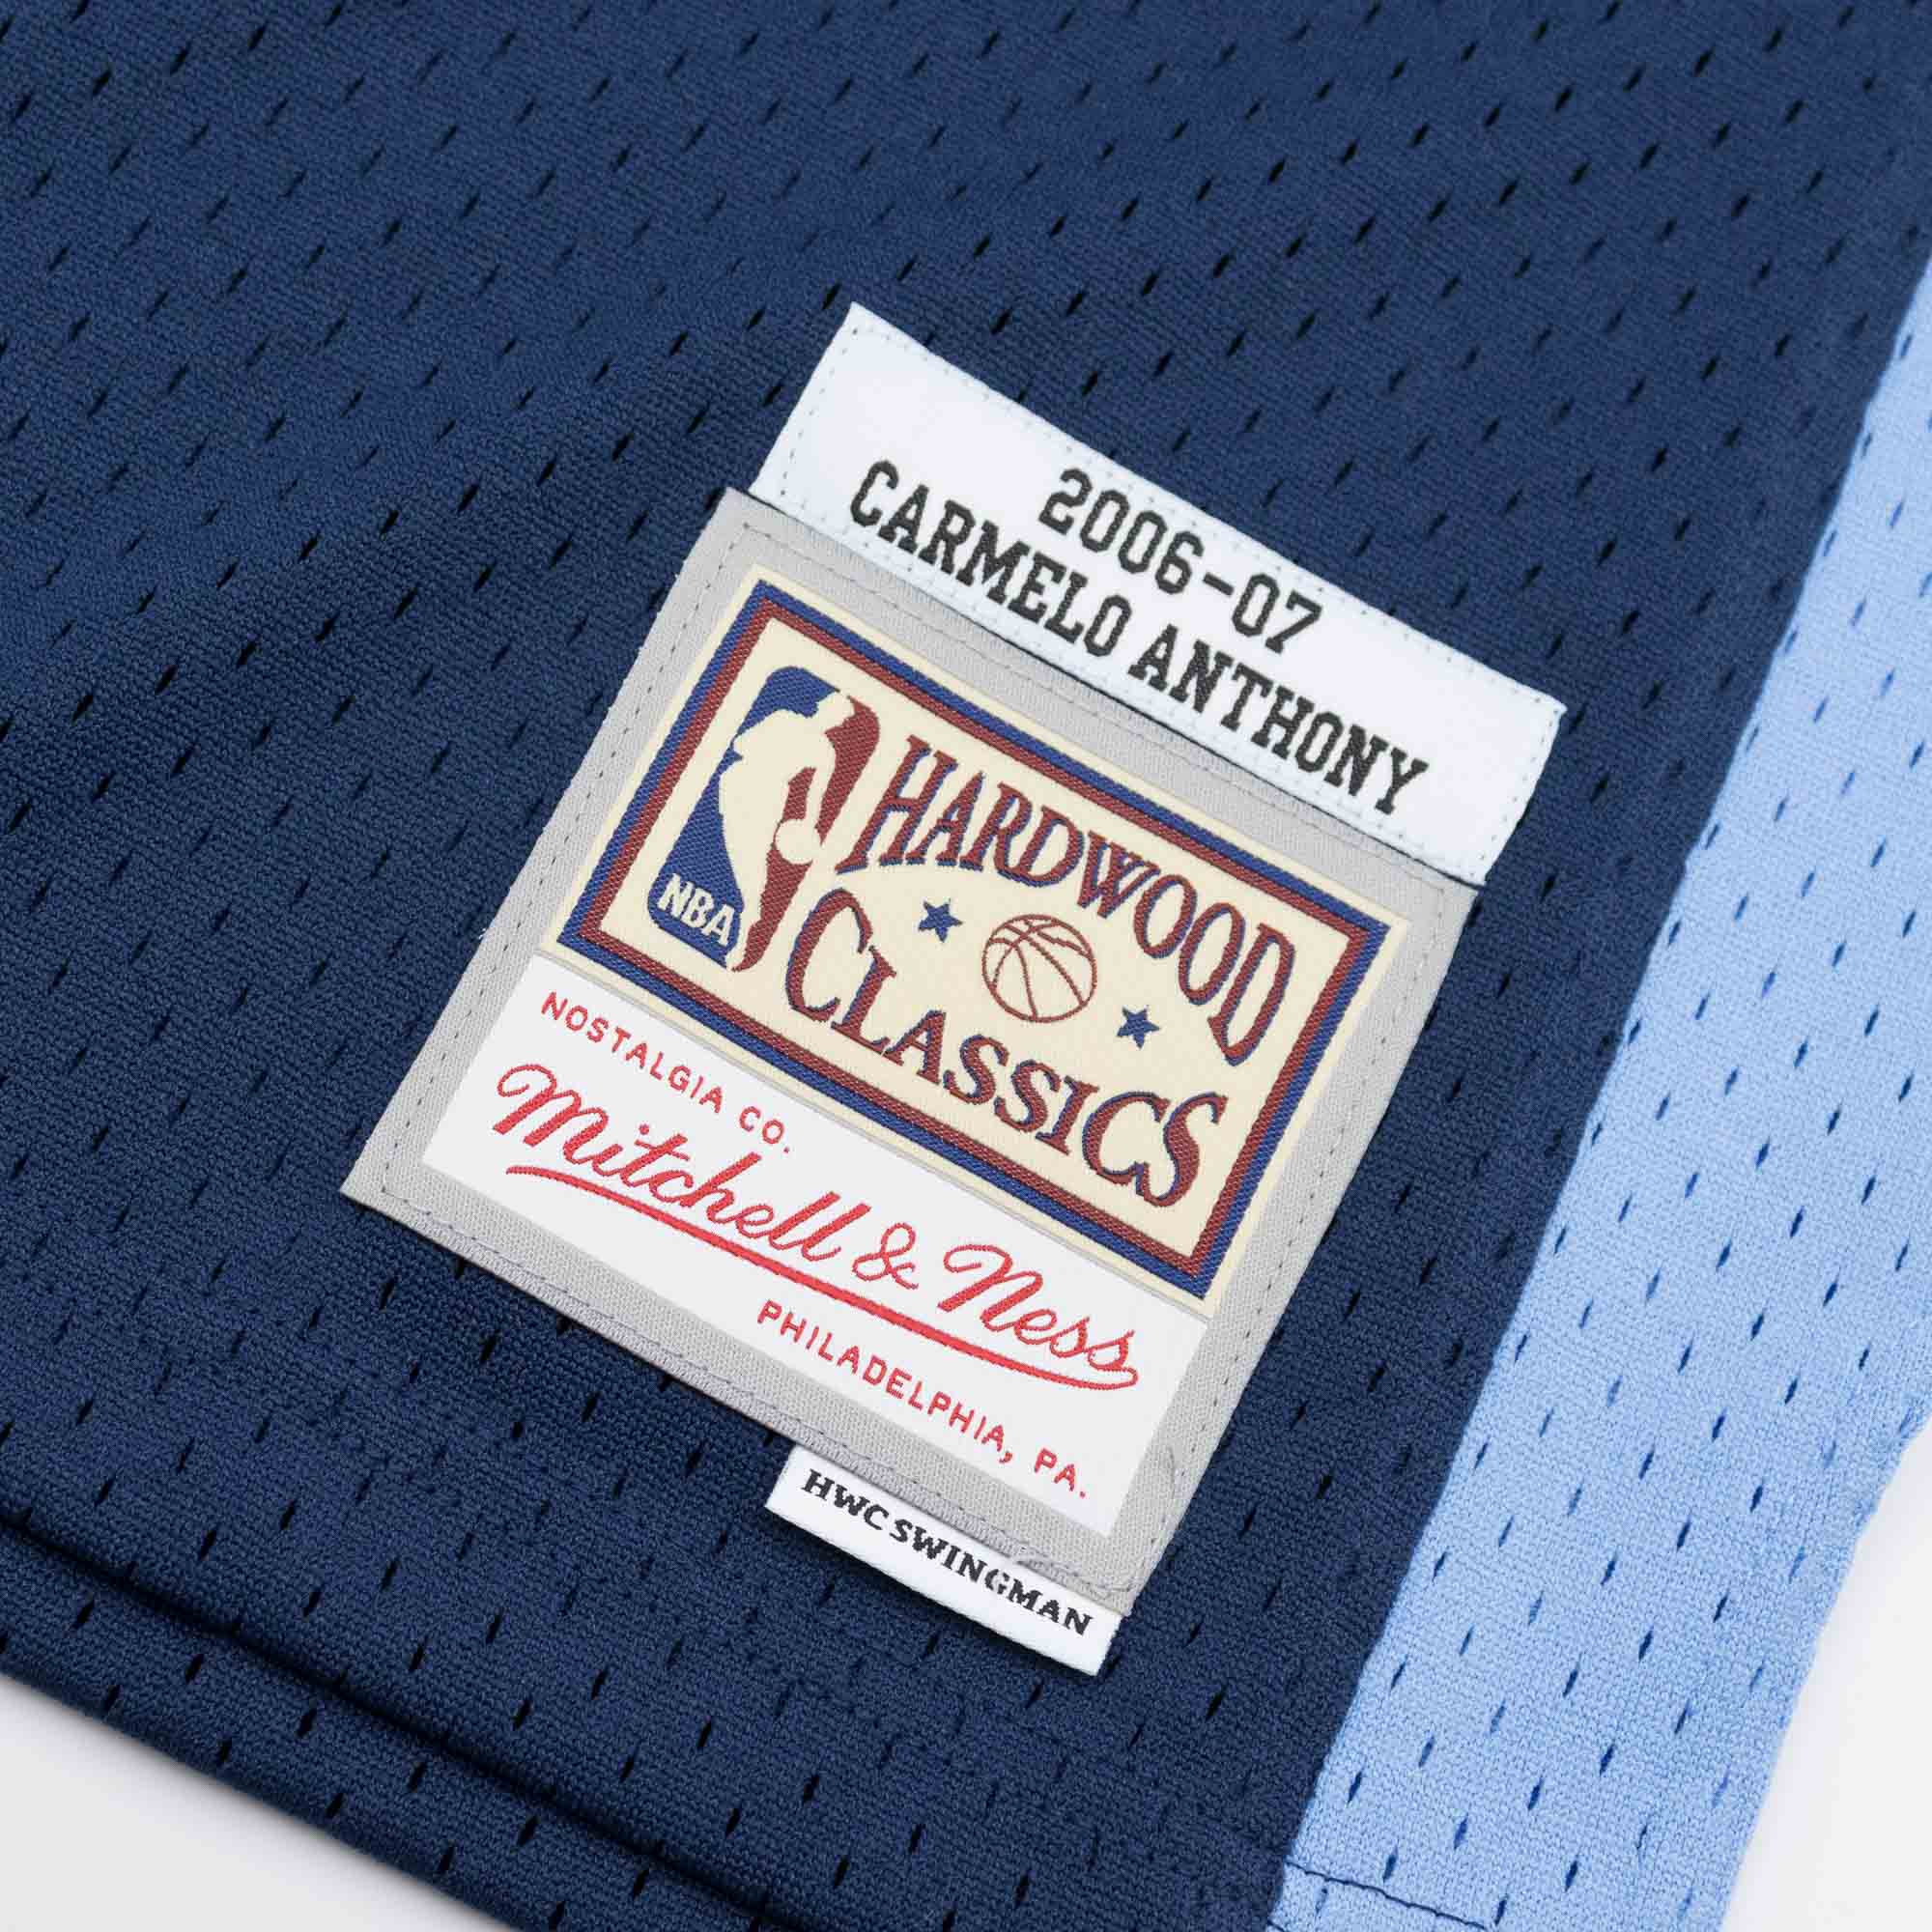 2006-07
CARMELO ANTHONY
NBA
HARDWOOD
CLASSICS
NOSTALGIA CO.
Mitchell & Ness
PHILADELPHIA, PA.
HWC SWINGMAN